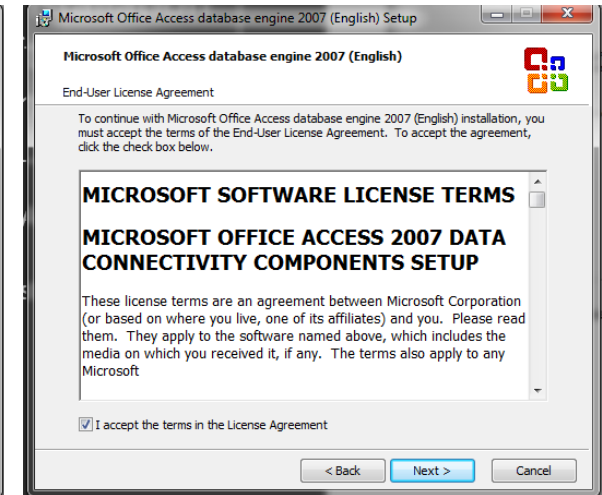 Microsoft Office Access database engine 2007 (English) Setup
Microsoft Office Access database engine 2007 (English)
End-User License Agreement
To continue with Microsoft Office Access database engine 2007 (English) installation, you
must accept the terms of the End-User License Agreement.  To accept the agreement,
click the check box below.
MICROSOFT SOFTWARE LICENSE TERMS
MICROSOFT OFFICE ACCESS 2007 DATA
CONNECTIVITY COMPONENTS SETUP
These license terms are an agreement between Microsoft Corporation
(or based on where you live, one of its affiliates) and you.  Please read
them.  They apply to the software named above, which includes the
media on which you received it, if any.  The terms also apply to any
Microsoft
I accept the terms in the License Agreement
< Back Next > Cancel